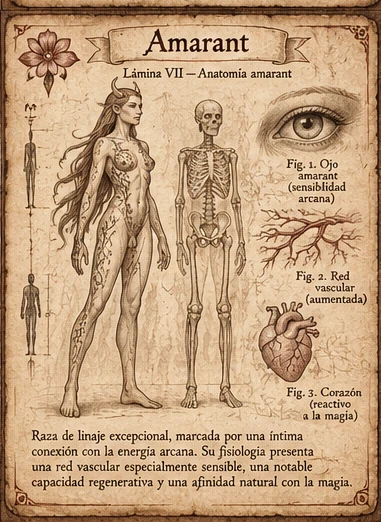 Amarant
Lámina VII — Anatomía amarant
Fig. 1. Ojo
amarant
(sensiblidad
arcana)
Fig. 2. Red
vascular
(aumentada)
Fig. 3. Corazón
(reactivo
a la magia)
Raza de linaje excepcional, marcada por una íntima
conexión con la energía arcana. Su fisiologia presenta
una red vascular especialmente sensible, una notable
capacidad regenerativa y una afinidad natural con la magia.